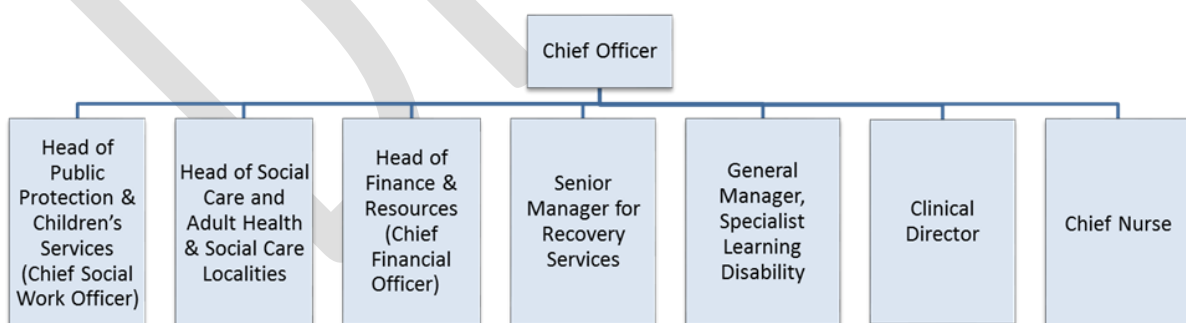 Chief Officer
Head of
Public
Protection &
Children’s
Services
(Chief Social
Work Officer)
Head of Social
Care and
Adult Health
& Social Care
Localities
Head of
Finance &
Resources
(Chief
Financial
Officer)
Senior
Manager for
Recovery
Services
General
Manager,
Specialist
Learning
Disability
Clinical
Director
Chief Nurse